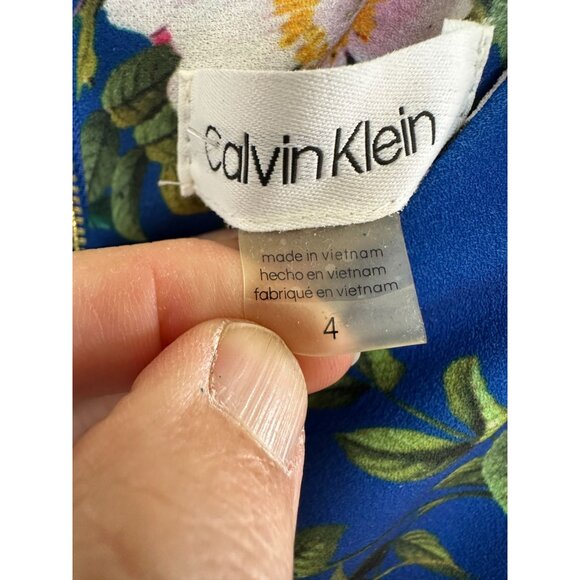 Calvin Klein
made in vietnam
hecho en vietnam
fabriqué en vietnam
4